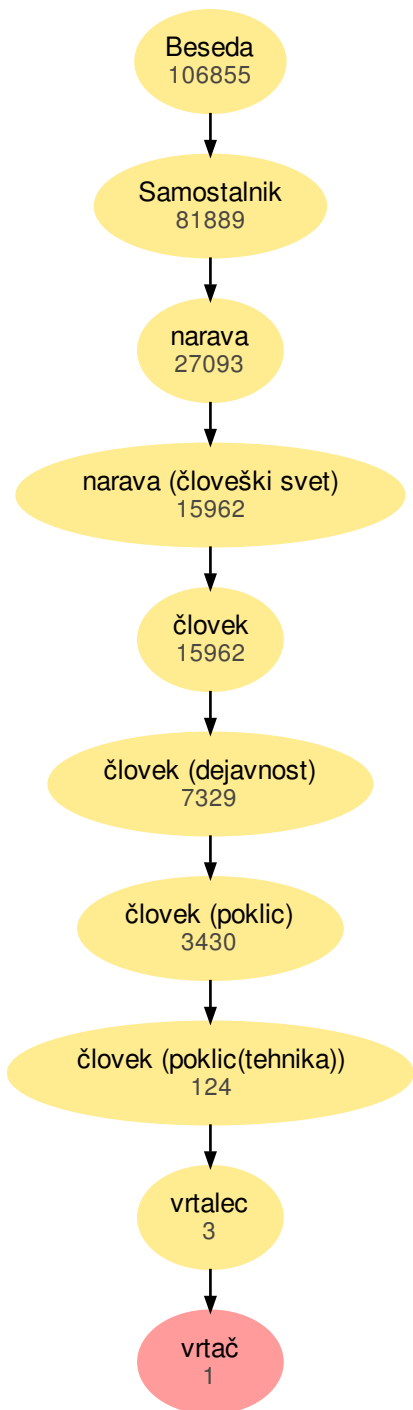 Beseda
106855
Samostalnik
81889
narava
27093
narava (človeški svet)
15962
človek
15962
človek (dejavnost)
7329
človek (poklic)
3430
človek (poklic(tehnika))
124
vrtalec
3
vrtač
1